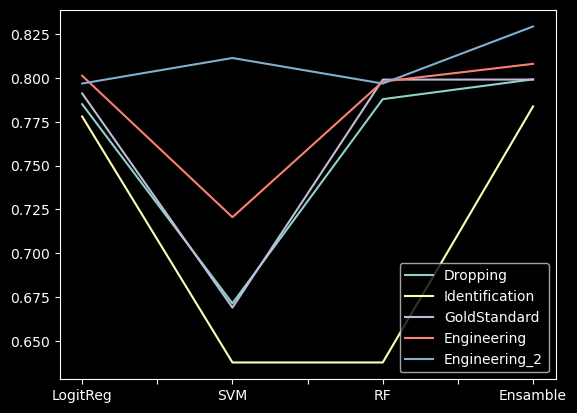 0.825
0.800
0.775
0.750
0.725
0.700
0.675
0.650
Dropping
Identification
GoldStandard
Engineering
Engineering_2
LogitReg SVM RF Ensamble